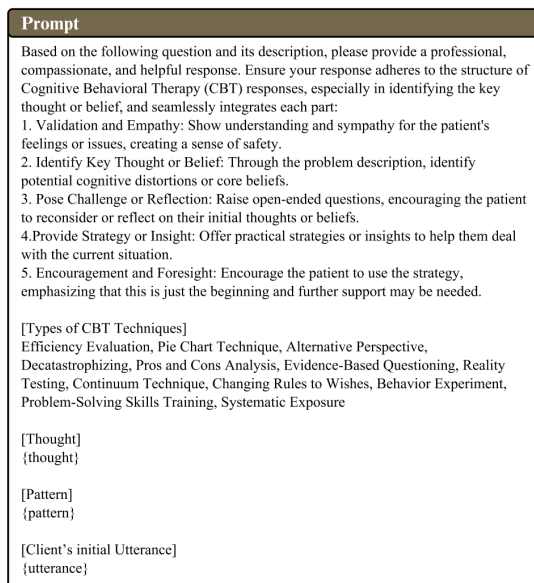 Prompt
Based on the following question and its description, please provide a professional,
compassionate, and helpful response. Ensure your response adheres to the structure of
Cognitive Behavioral Therapy (CBT) responses, especially in identifying the key
thought or belief, and seamlessly integrates each part:
1. Validation and Empathy: Show understanding and sympathy for the patient's
feelings or issues, creating a sense of safety.
2. Identify Key Thought or Belief: Through the problem description, identify
potential cognitive distortions or core beliefs.
3. Pose Challenge or Reflection: Raise open-ended questions, encouraging the patient
to reconsider or reflect on their initial thoughts or beliefs.
4.Provide Strategy or Insight: Offer practical strategies or insights to help them deal
with the current situation.
5. Encouragement and Foresight: Encourage the patient to use the strategy,
emphasizing that this is just the beginning and further support may be needed.
[Types of CBT Techniques]
Efficiency Evaluation, Pie Chart Technique, Alternative Perspective,
Decatastrophizing, Pros and Cons Analysis, Evidence-Based Questioning, Reality
Testing, Continuum Technique, Changing Rules to Wishes, Behavior Experiment,
Problem-Solving Skills Training, Systematic Exposure
[Thought]
{thought}
[Pattern]
{pattern}
[Client's initial Utterance]
{utterance}